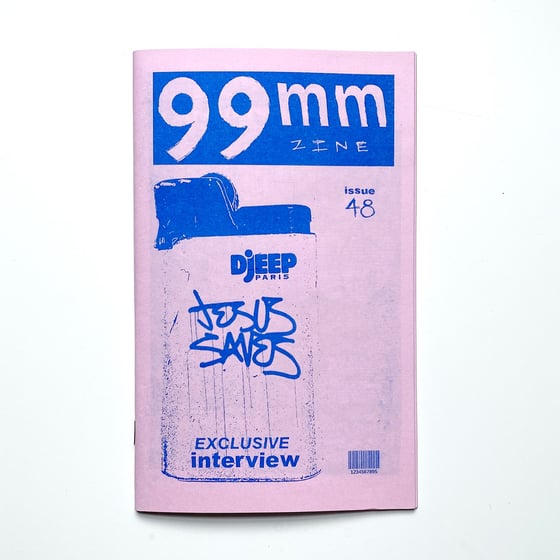 99mm
ZINE
issue
48
DjEEP
PARIS
JESUS
SAVES
EXCLUSIVE
interview
1234567895